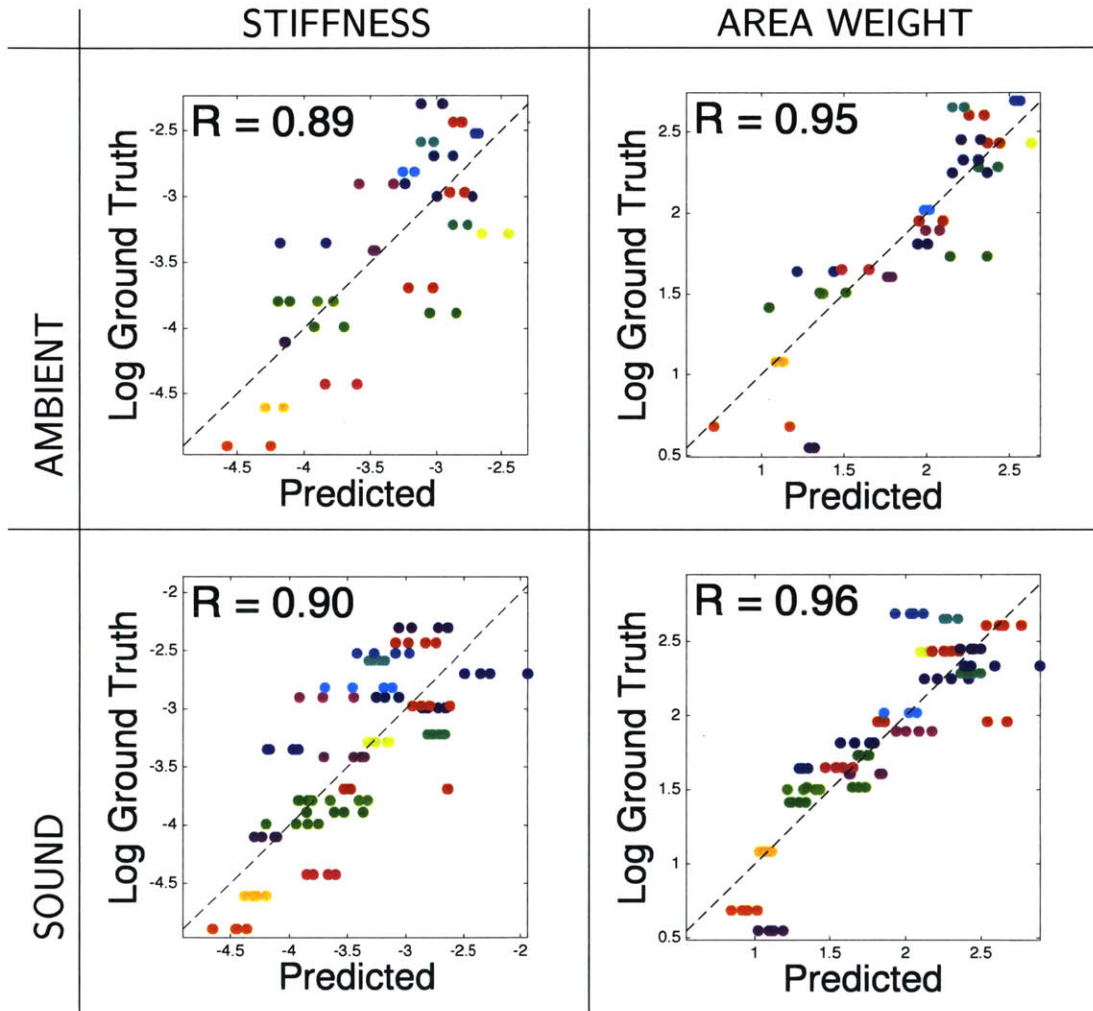 STIFFNESS AREA WEIGHT
AMBIENT
R = 0.89
Log Ground Truth
-2.5
-3
-3.5
-4
-4.5
-4.5 -4 -3.5 -3 -2.5
Predicted
R = 0.95
Log Ground Truth
2.5
2
1.5
1
0.5
1 1.5 2 2.5
Predicted
SOUND
R = 0.90
Log Ground Truth
-2
-2.5
-3
-3.5
-4
-4.5
-4.5 -4 -3.5 -3 -2.5 -2
Predicted
R = 0.96
Log Ground Truth
2.5
2
1.5
1
0.5
1 1.5 2 2.5
Predicted